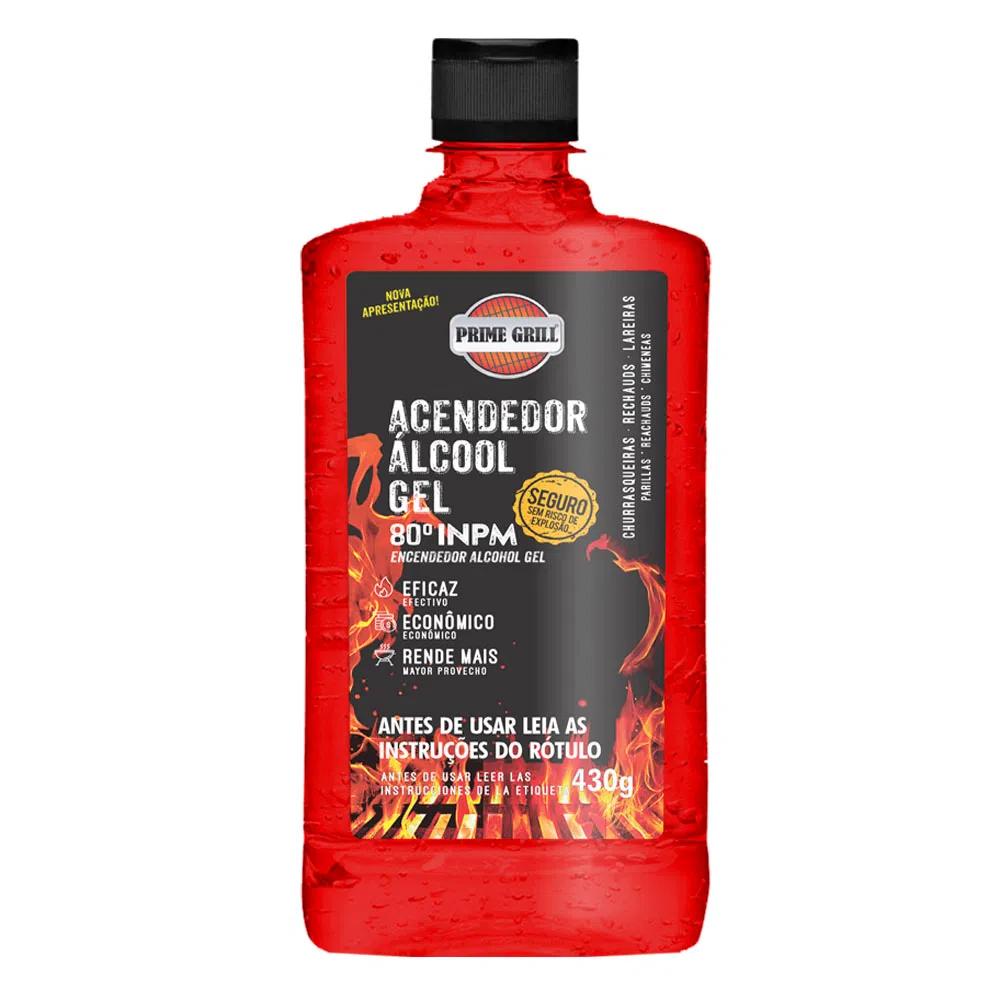 NOVA
APRESENTAÇÃO!
PRIME GRILL
ACENDEDOR
ÁLCOOL
GEL
80º INPM
ENCENDEDOR ALCOHOL GEL
SEGURO
SEM RISCO DE
EXPLOSÃO
EFICAZ
EFECTIVO
ECONÔMICO
ECONÓMICO
RENDE MAIS
MAYOR PROVECHO
CHURRASQUEIRAS · RECHAUDS · LAREIRAS
PARILLAS · REACHAUDS · CHIMENEAS
ANTES DE USAR LEIA AS
INSTRUÇÕES DO RÓTULO
ANTES DE USAR LEER LAS
INSTRUCCIONES DE LA ETIQUETA
430g